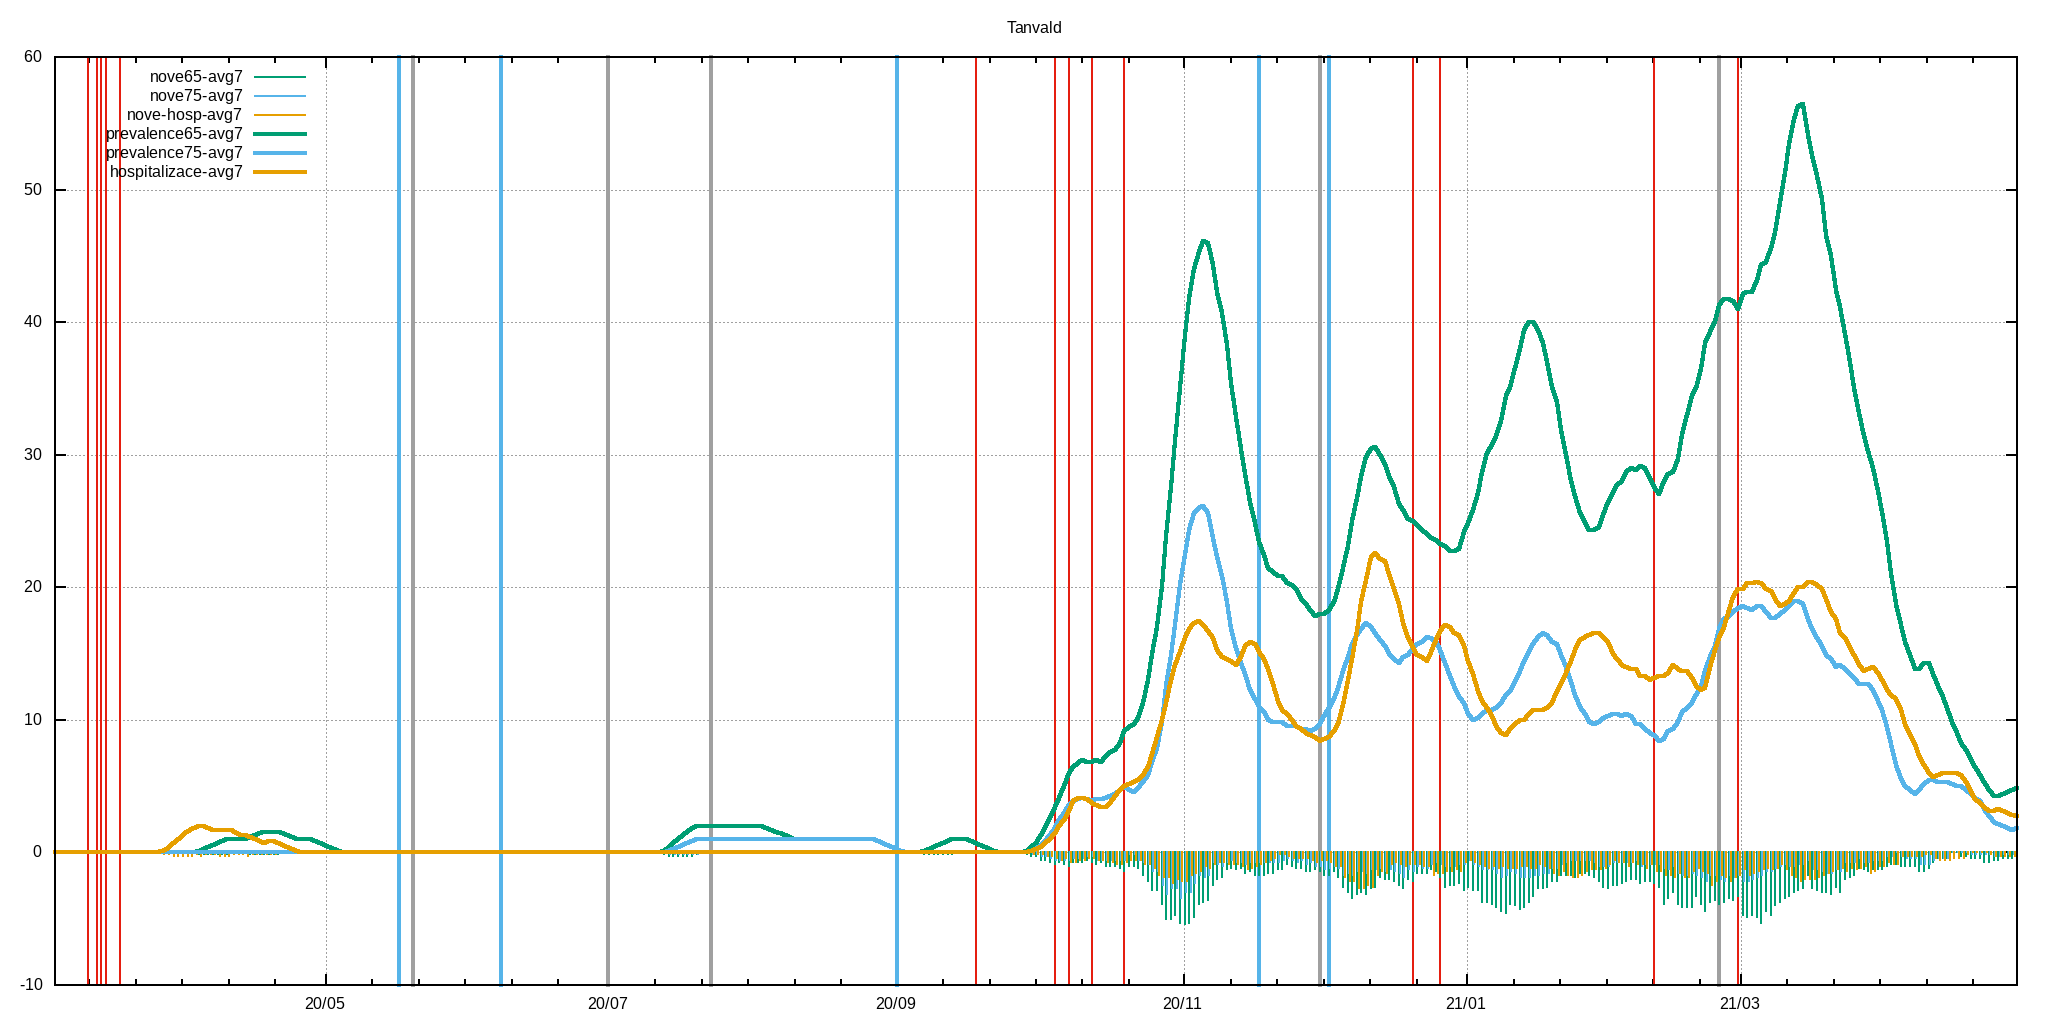 Tanvald
60
nove65-avg7
nove75-avg7
nove-hosp-avg7
prevalence65-avg7
prevalence75-avg7
hospitalizace-avg7
50
40
30
20
10
0
-10
20/05 20/07 20/09 20/11 21/01 21/03